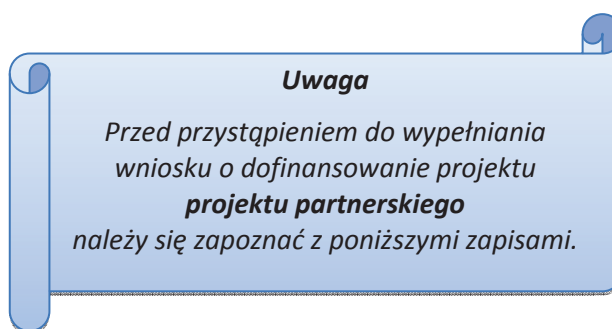 Uwaga
Przed przystąpieniem do wypełniania
wniosku o dofinansowanie projektu
projektu partnerskiego
należy się zapoznać z poniższymi zapisami.